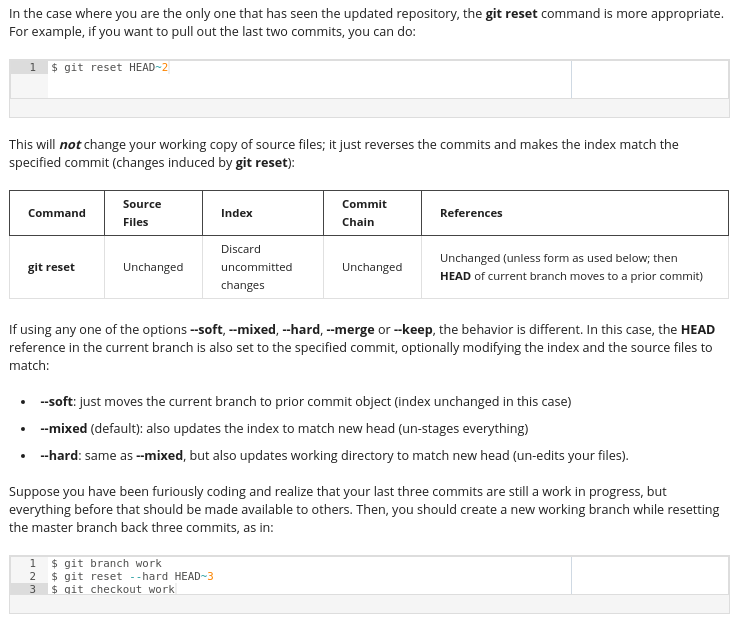 In the case where you are the only one that has seen the updated repository, the git reset command is more appropriate.
For example, if you want to pull out the last two commits, you can do:
1 $ git reset HEAD~2
This will not change your working copy of source files; it just reverses the commits and makes the index match the
specified commit (changes induced by git reset):
Command
Source
Files
Index
Commit
Chain
References
git reset
Unchanged
Discard
uncommitted
changes
Unchanged
Unchanged (unless form as used below; then
HEAD of current branch moves to a prior commit)
If using any one of the options --soft, --mixed, --hard, --merge or --keep, the behavior is different. In this case, the HEAD
reference in the current branch is also set to the specified commit, optionally modifying the index and the source files to
match:
• --soft: just moves the current branch to prior commit object (index unchanged in this case)
• --mixed (default): also updates the index to match new head (un-stages everything)
• --hard: same as --mixed, but also updates working directory to match new head (un-edits your files).
Suppose you have been furiously coding and realize that your last three commits are still a work in progress, but
everything before that should be made available to others. Then, you should create a new working branch while resetting
the master branch back three commits, as in:
1 $ git branch work
2 $ git reset --hard HEAD~3
3 $ git checkout work